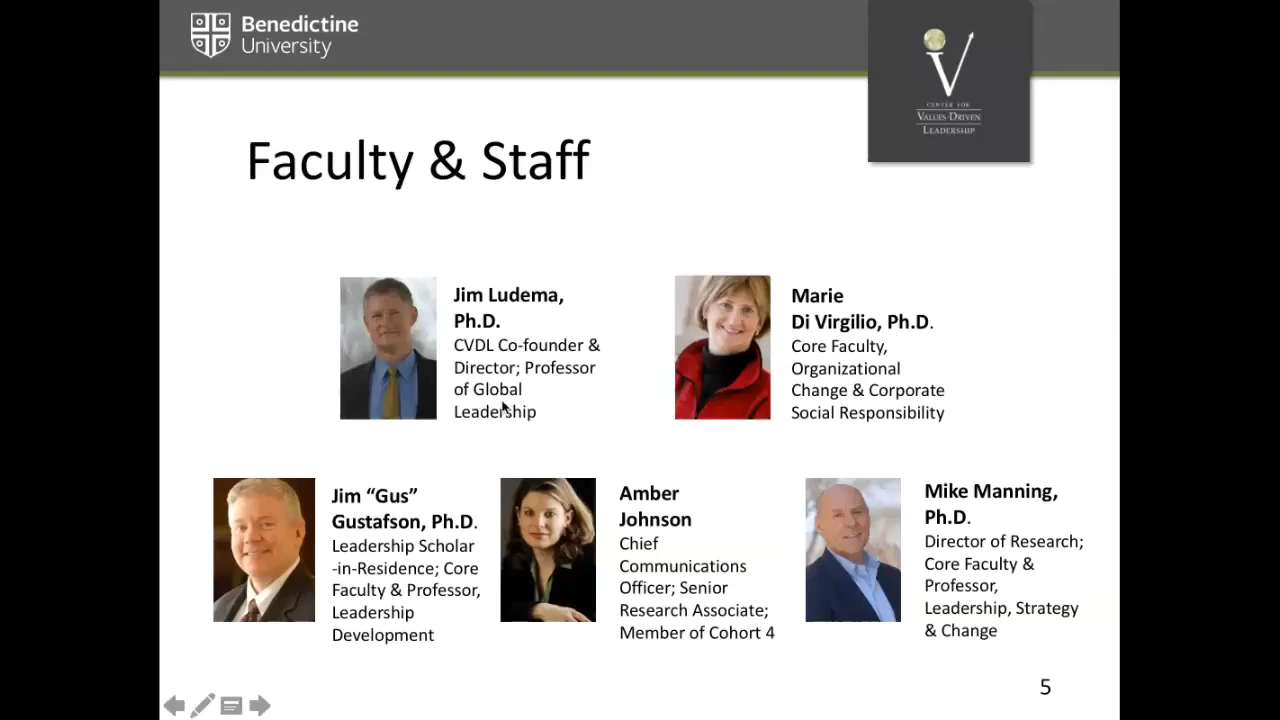 Benedictine
University
CENTER FOR
VALUES-DRIVEN
LEADERSHIP
Faculty & Staff
Jim Ludema,
Ph.D.
CVDL Co-founder &
Director; Professor
of Global
Leadership
Marie
Di Virgilio, Ph.D.
Core Faculty,
Organizational
Change & Corporate
Social Responsibility
Jim “Gus”
Gustafson, Ph.D.
Leadership Scholar
-in-Residence; Core
Faculty & Professor,
Leadership
Development
Amber
Johnson
Chief
Communications
Officer; Senior
Research Associate;
Member of Cohort 4
Mike Manning,
Ph.D.
Director of Research;
Core Faculty &
Professor,
Leadership, Strategy
& Change
5